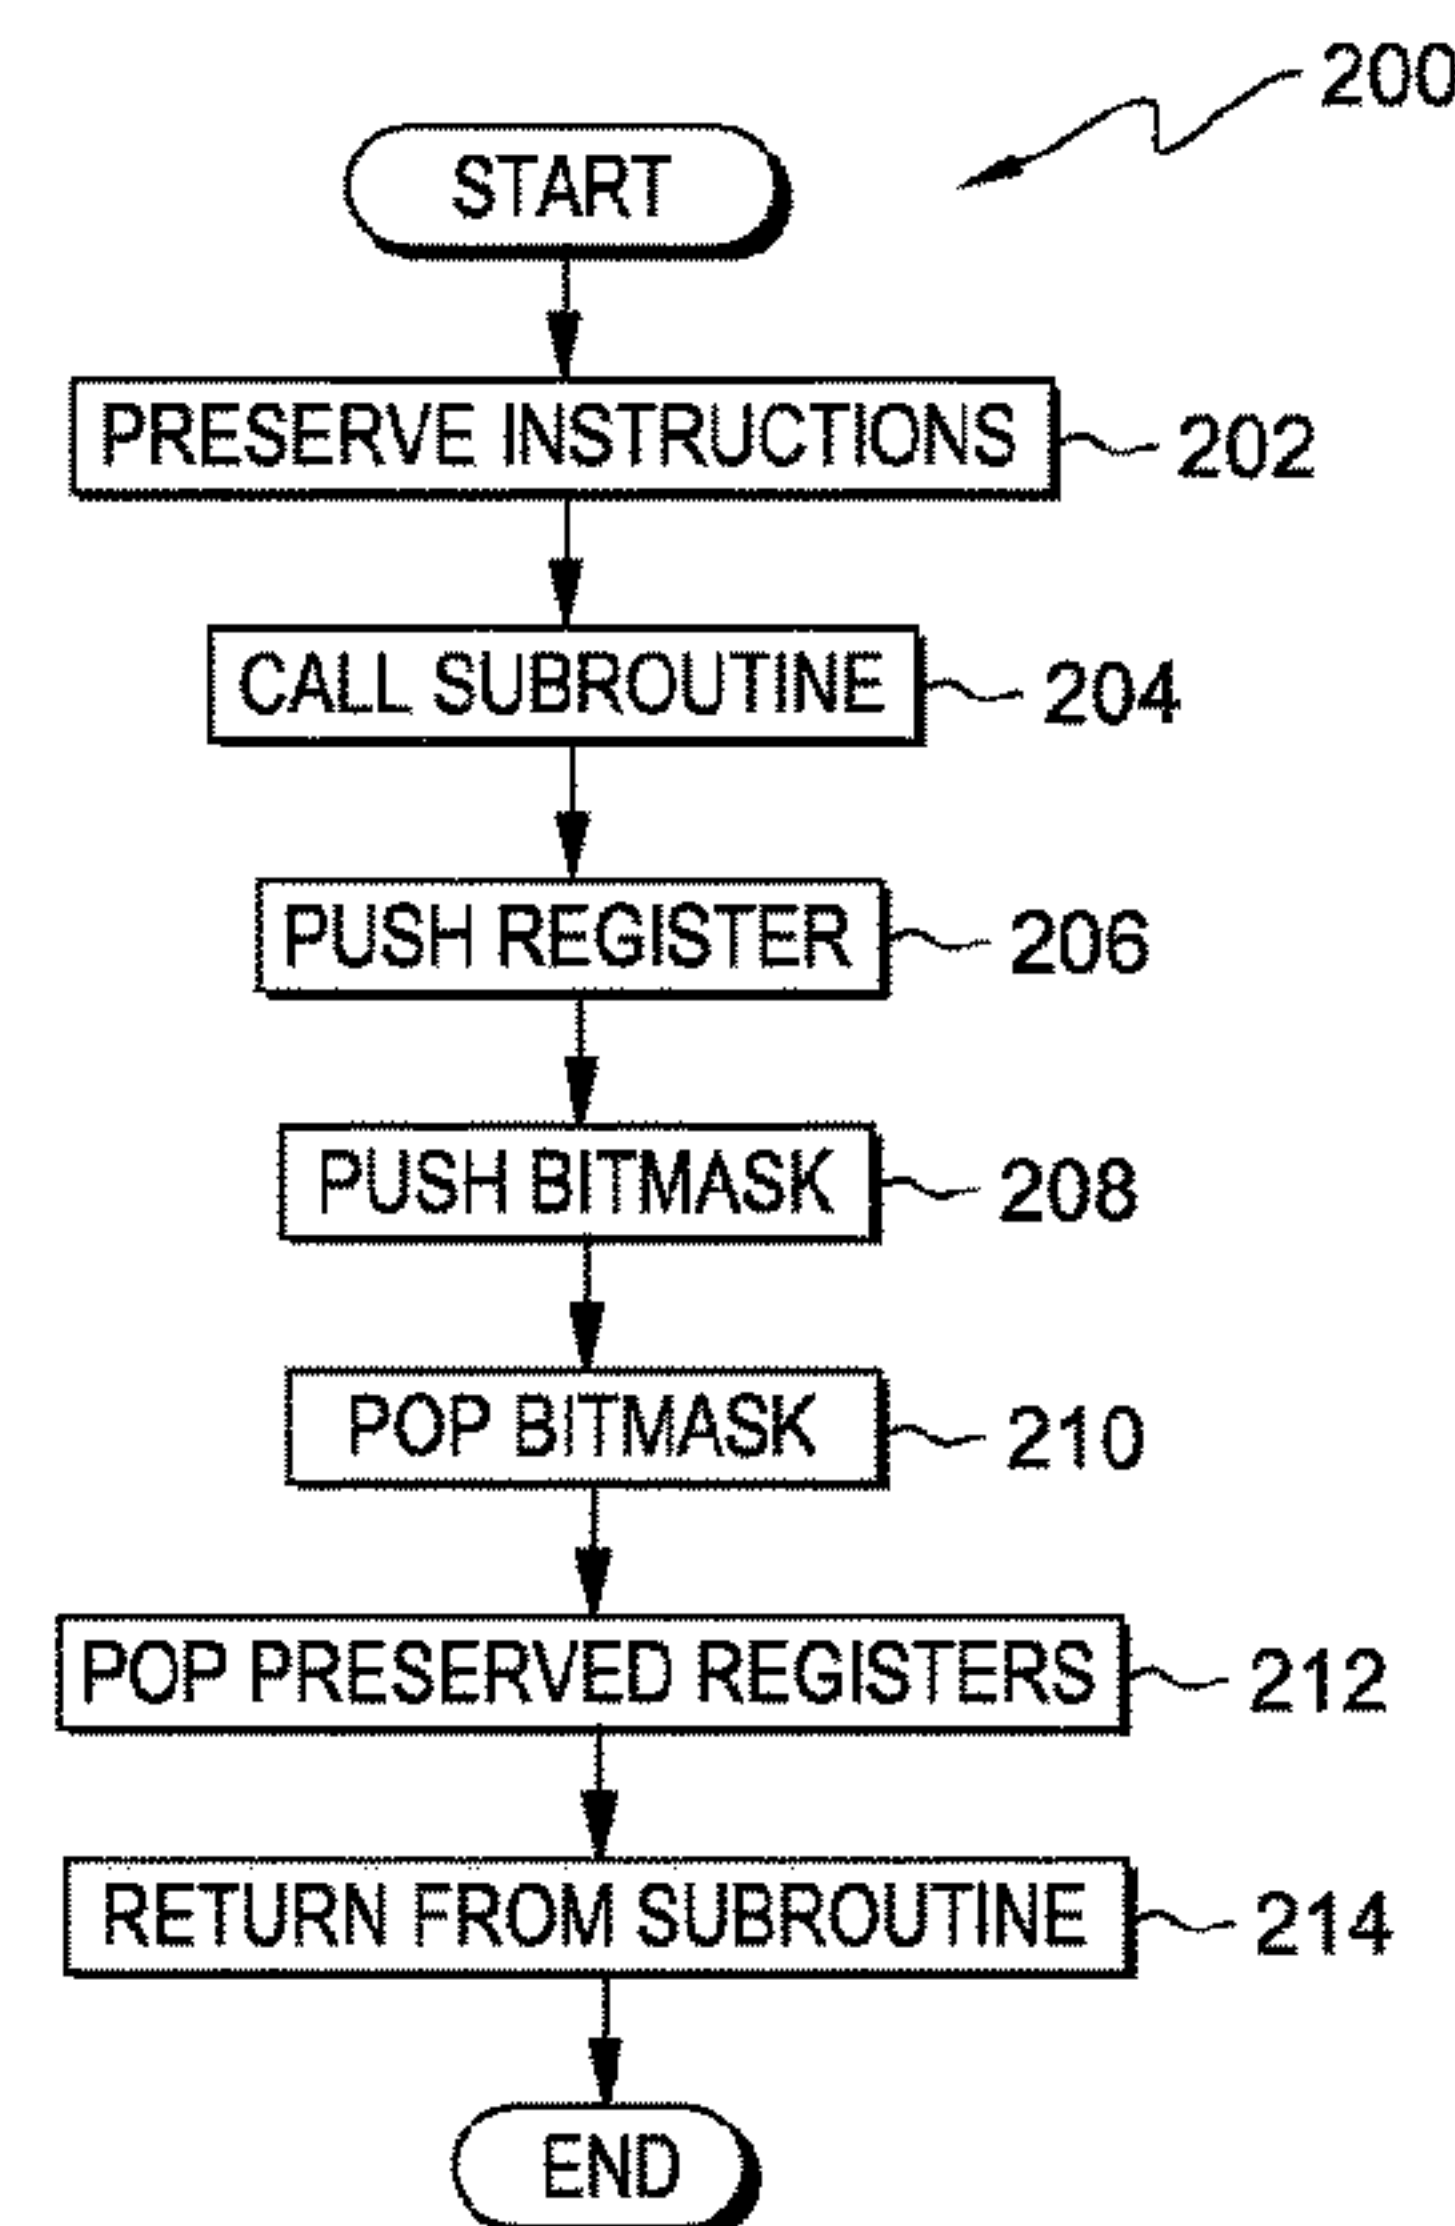 200
START
PRESERVE INSTRUCTIONS 202
CALL SUBROUTINE 204
PUSH REGISTER 206
PUSH BITMASK 208
POP BITMASK 210
POP PRESERVED REGISTERS 212
RETURN FROM SUBROUTINE 214
END